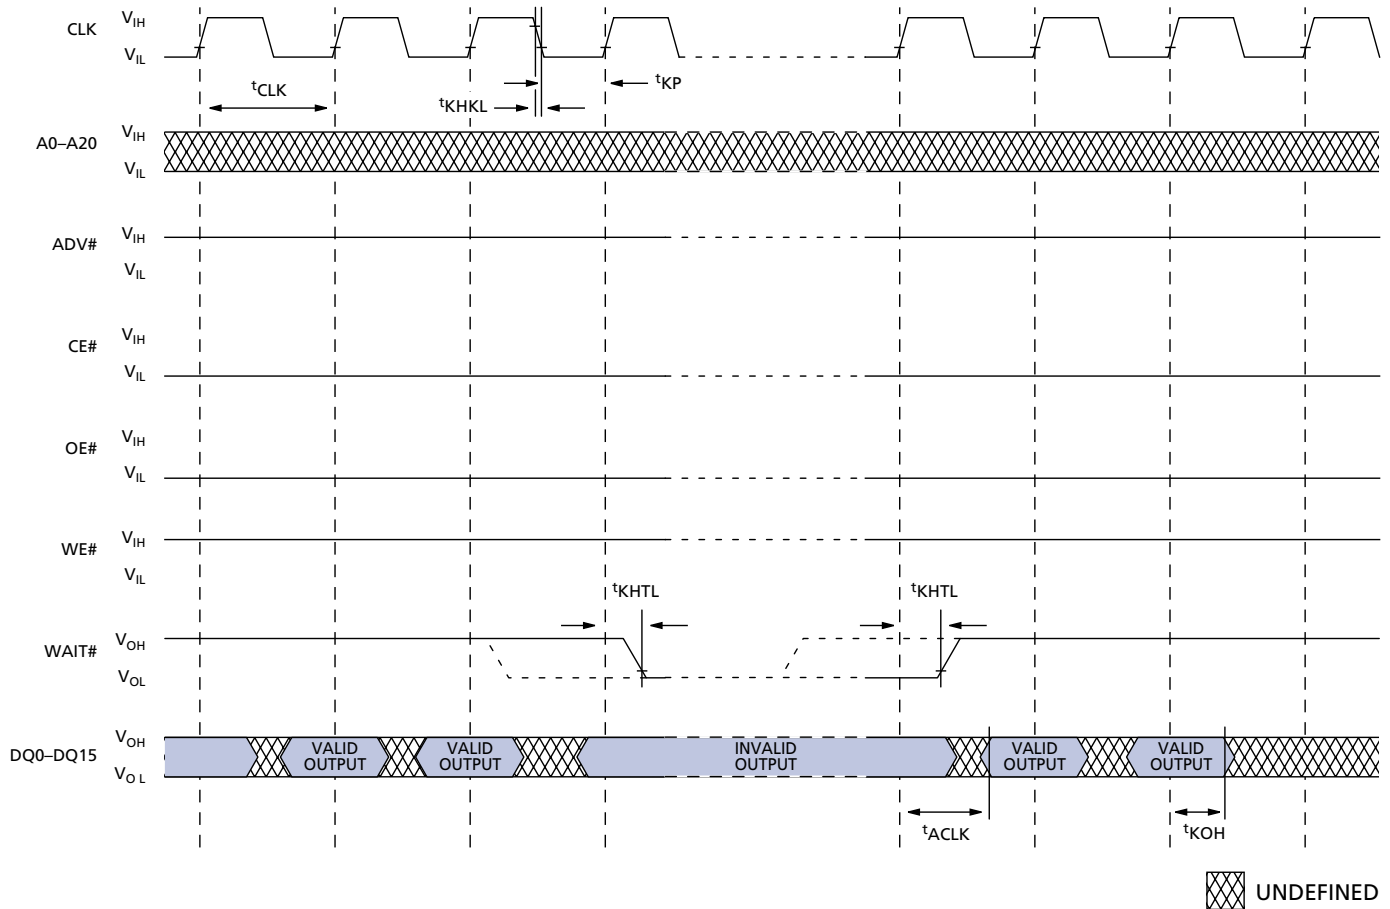 CLK
VIH
VIL
tCLK
tKHKL
tKP
A0–A20
VIH
VIL
ADV#
VIH
VIL
CE#
VIH
VIL
OE#
VIH
VIL
WE#
VIH
VIL
tKHTL
tKHTL
WAIT#
VOH
VOL
DQ0–DQ15
VOH
VO L
VALID
OUTPUT
VALID
OUTPUT
INVALID
OUTPUT
VALID
OUTPUT
VALID
OUTPUT
tACLK
tKOH
UNDEFINED